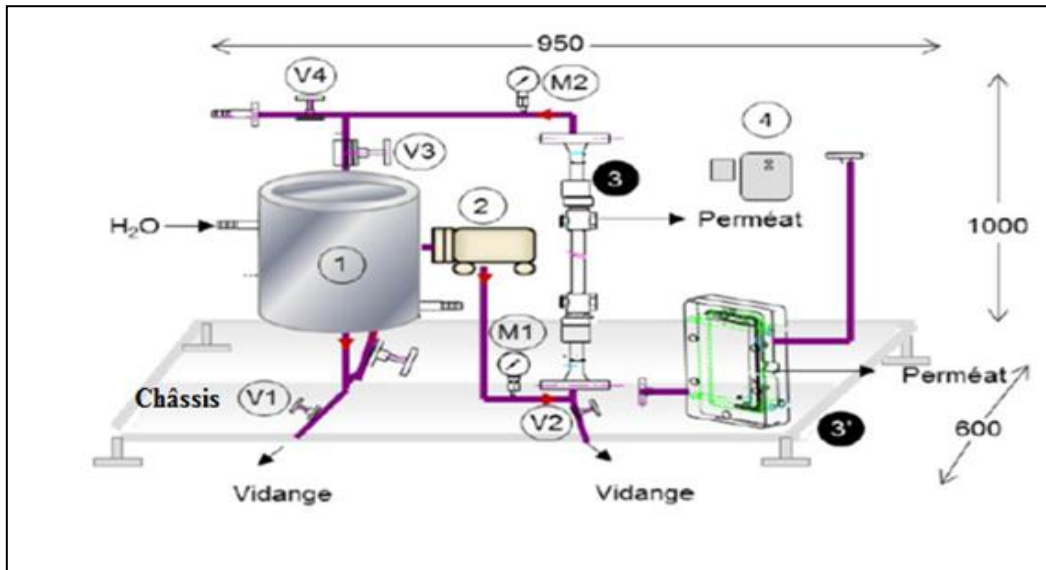 950
V4
M2
4
V3
3
2
Perméat
1000
H₂O
1
M1
Perméat
Châssis
V1
V2
3'
600
Vidange
Vidange